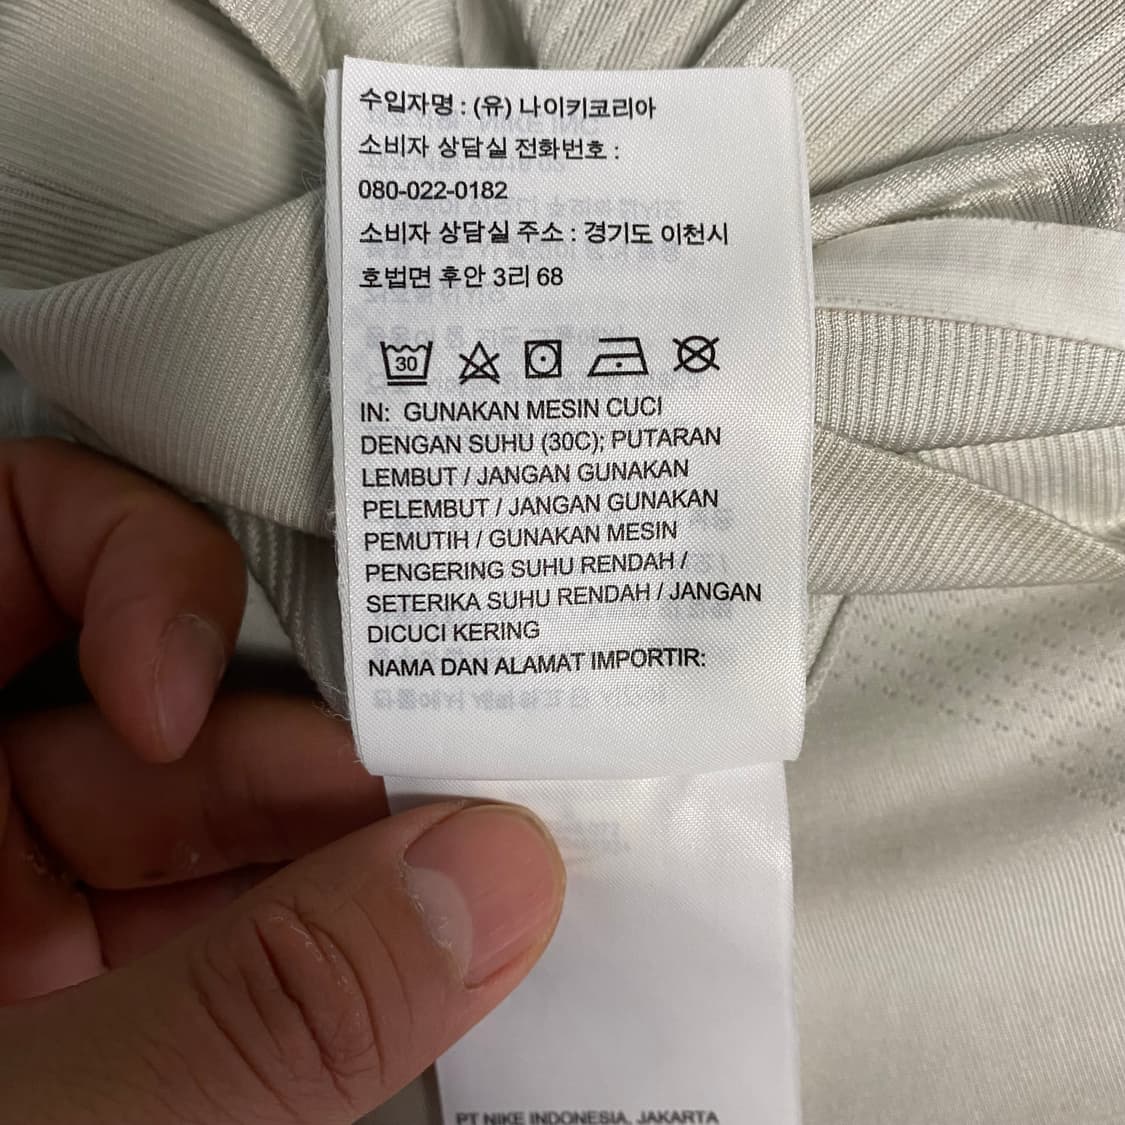 수입자명 : (유) 나이키코리아
소비자 상담실 전화번호 :
080-022-0182
소비자 상담실 주소 : 경기도 이천시
호법면 후안 3리 68
30
IN: GUNAKAN MESIN CUCI
DENGAN SUHU (30C); PUTARAN
LEMBUT / JANGAN GUNAKAN
PELEMBUT / JANGAN GUNAKAN
PEMUTIH / GUNAKAN MESIN
PENGERING SUHU RENDAH /
SETERIKA SUHU RENDAH / JANGAN
DICUCI KERING
NAMA DAN ALAMAT IMPORTIR:
PT NIKE INDONESIA, JAKARTA